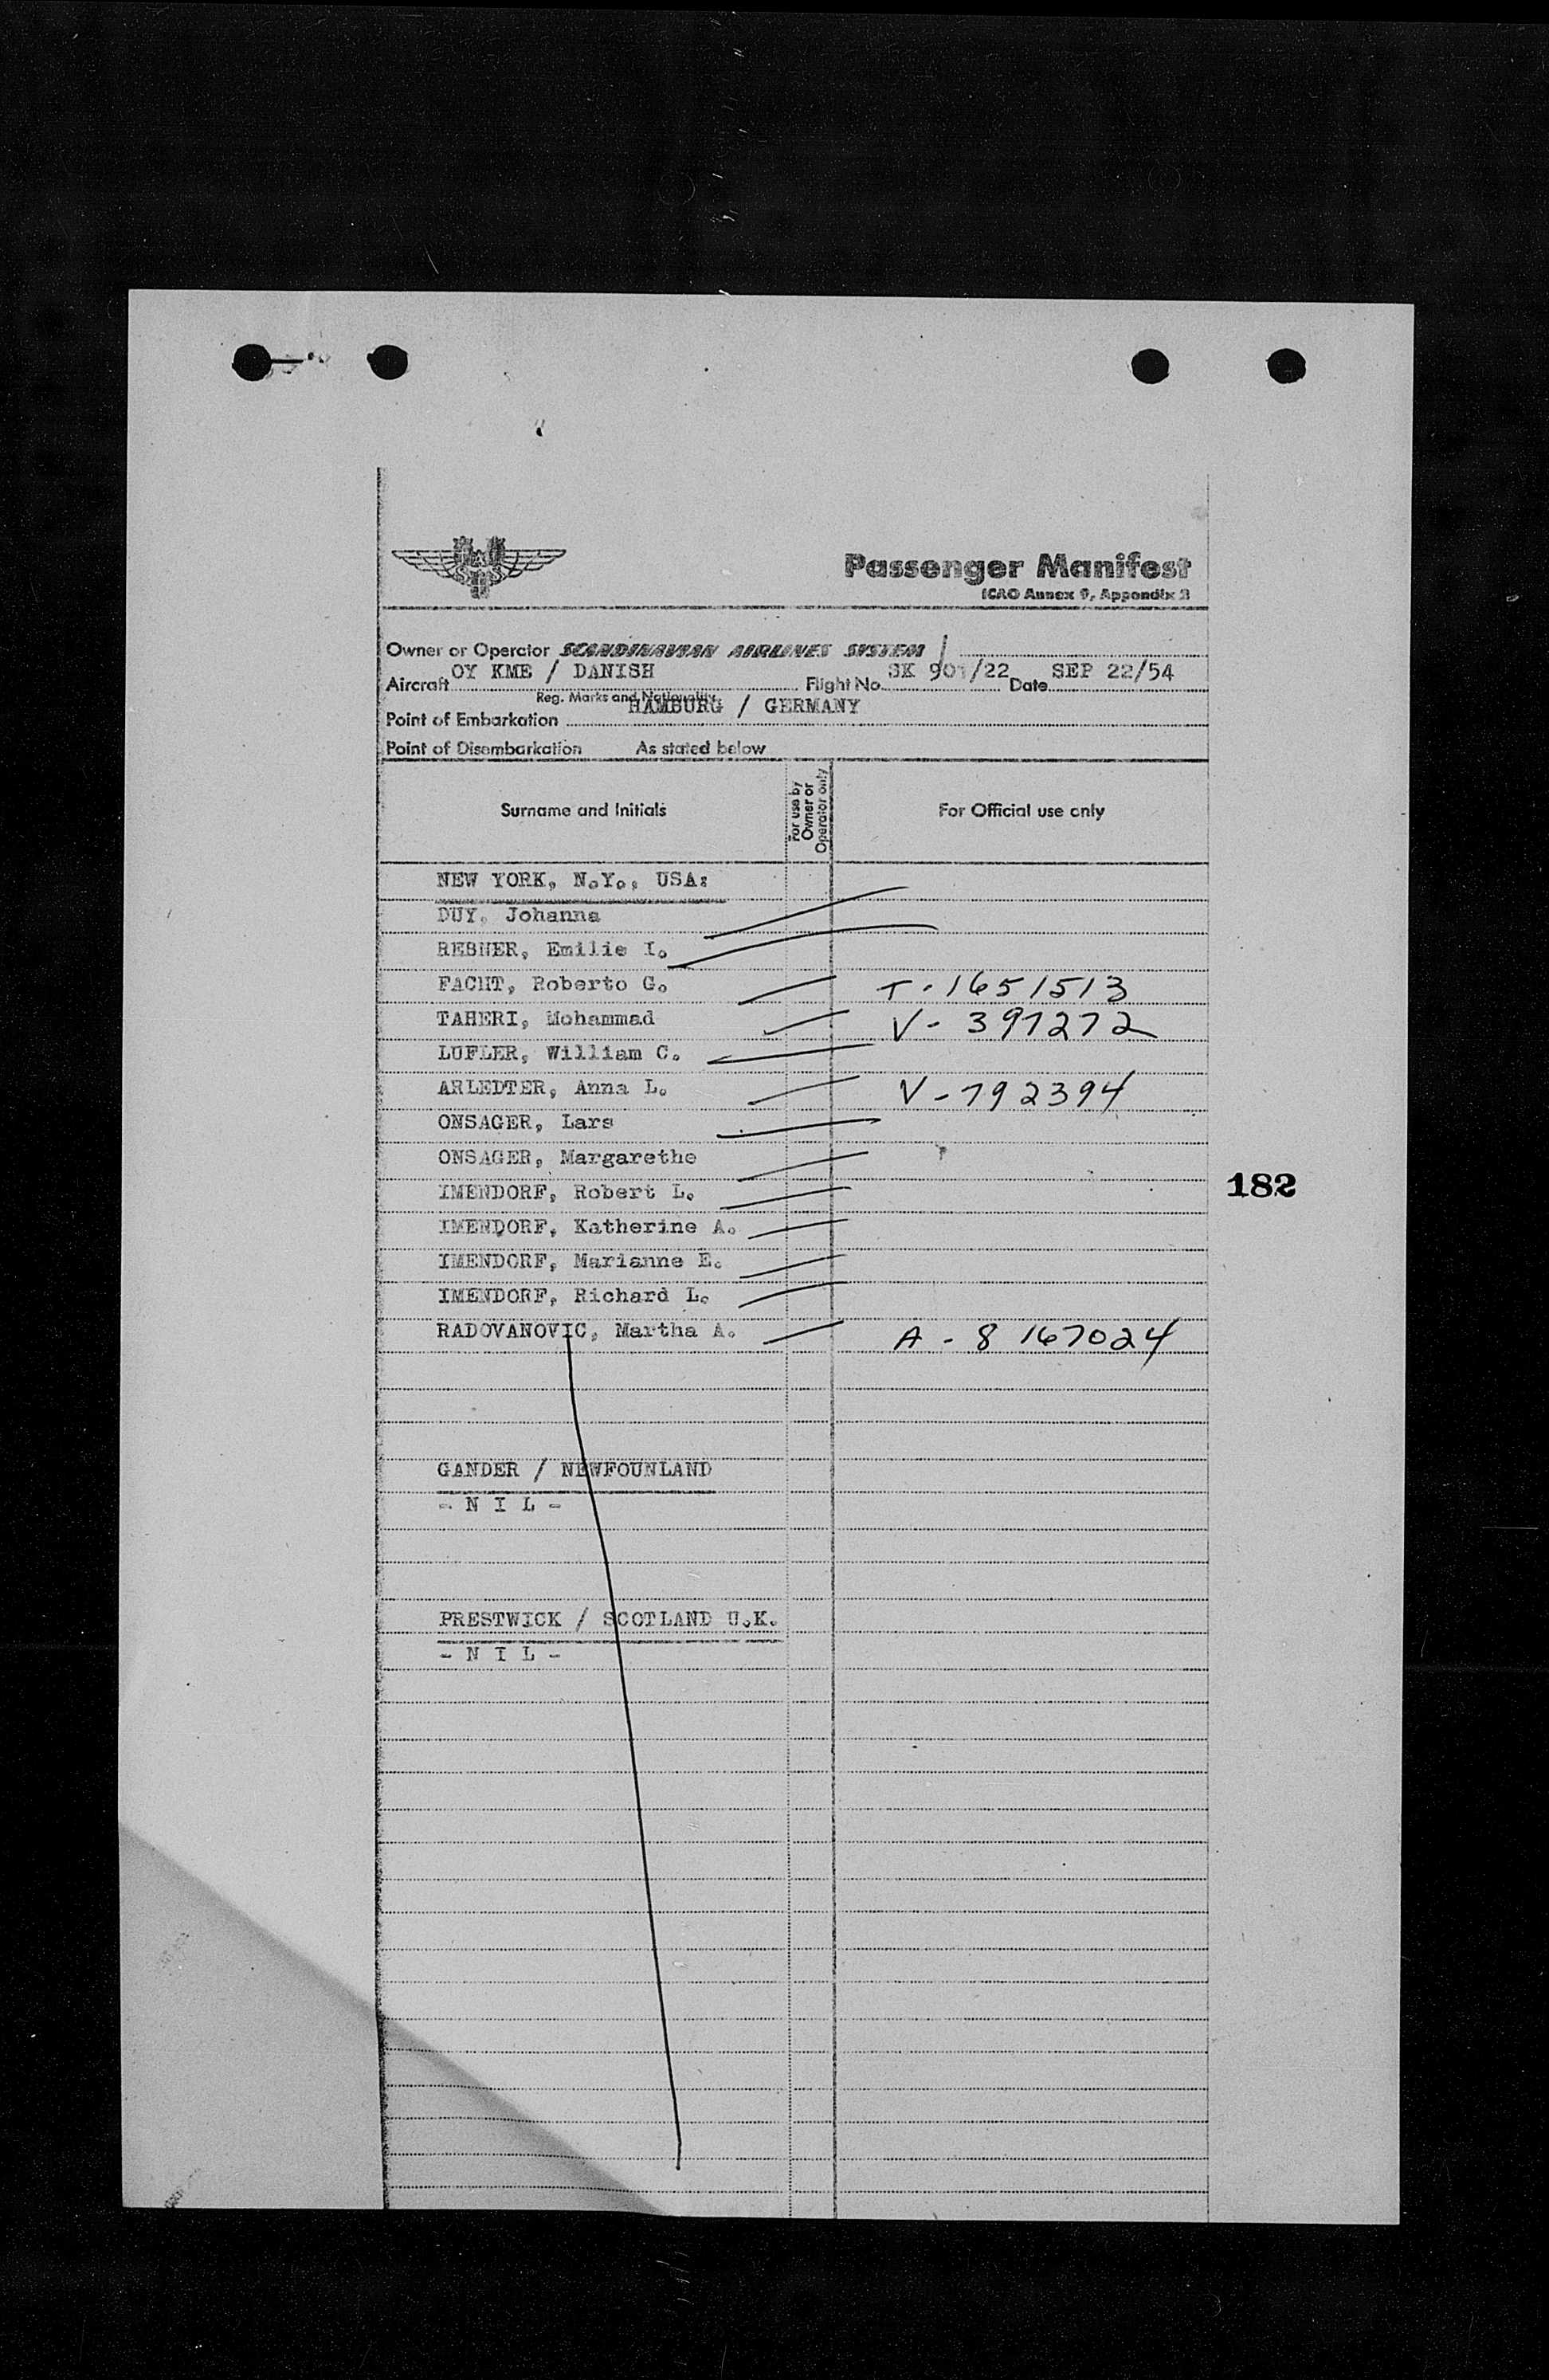 SAS
Passenger Manifest
ICAO Annex 9, Appendix 3
Owner or Operator SCANDINAVIAN AIRLINES SYSTEM
Aircraft OY KME / DANISH Flight No. SK 901/22 Date SEP 22/54
Reg. Marks and Nationality
Point of Embarkation HAMBURG / GERMANY
Point of Disembarkation As stated below
Surname and Initials For use by Owner or Operator only For Official use only
NEW YORK, N.Y., USA:
DUY, Johanna
REBNER, Emilie I.
FACHT, Roberto G. T-1651513
TAHERI, Mohammad V-397272
LUFLER, William C.
ARLEDTER, Anna L. V-792394
ONSAGER, Lars
ONSAGER, Margarethe
IMENDORF, Robert L.
182
IMENDORF, Katherine A.
IMENDORF, Marianne E.
IMENDORF, Richard L.
RADOVANOVIC, Martha A. A-8 167024
GANDER / NEWFOUNLAND
- N I L -
PRESTWICK / SCOTLAND U.K.
- N I L -